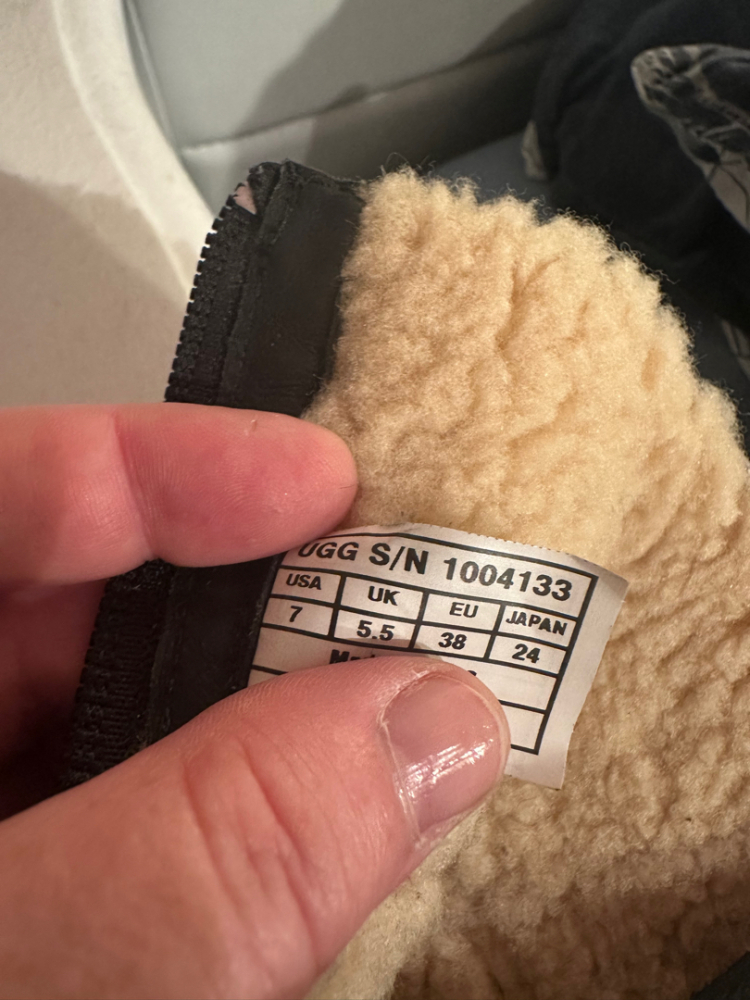 UGG S/N 1004133
USA UK EU JAPAN
7 5.5 38 24